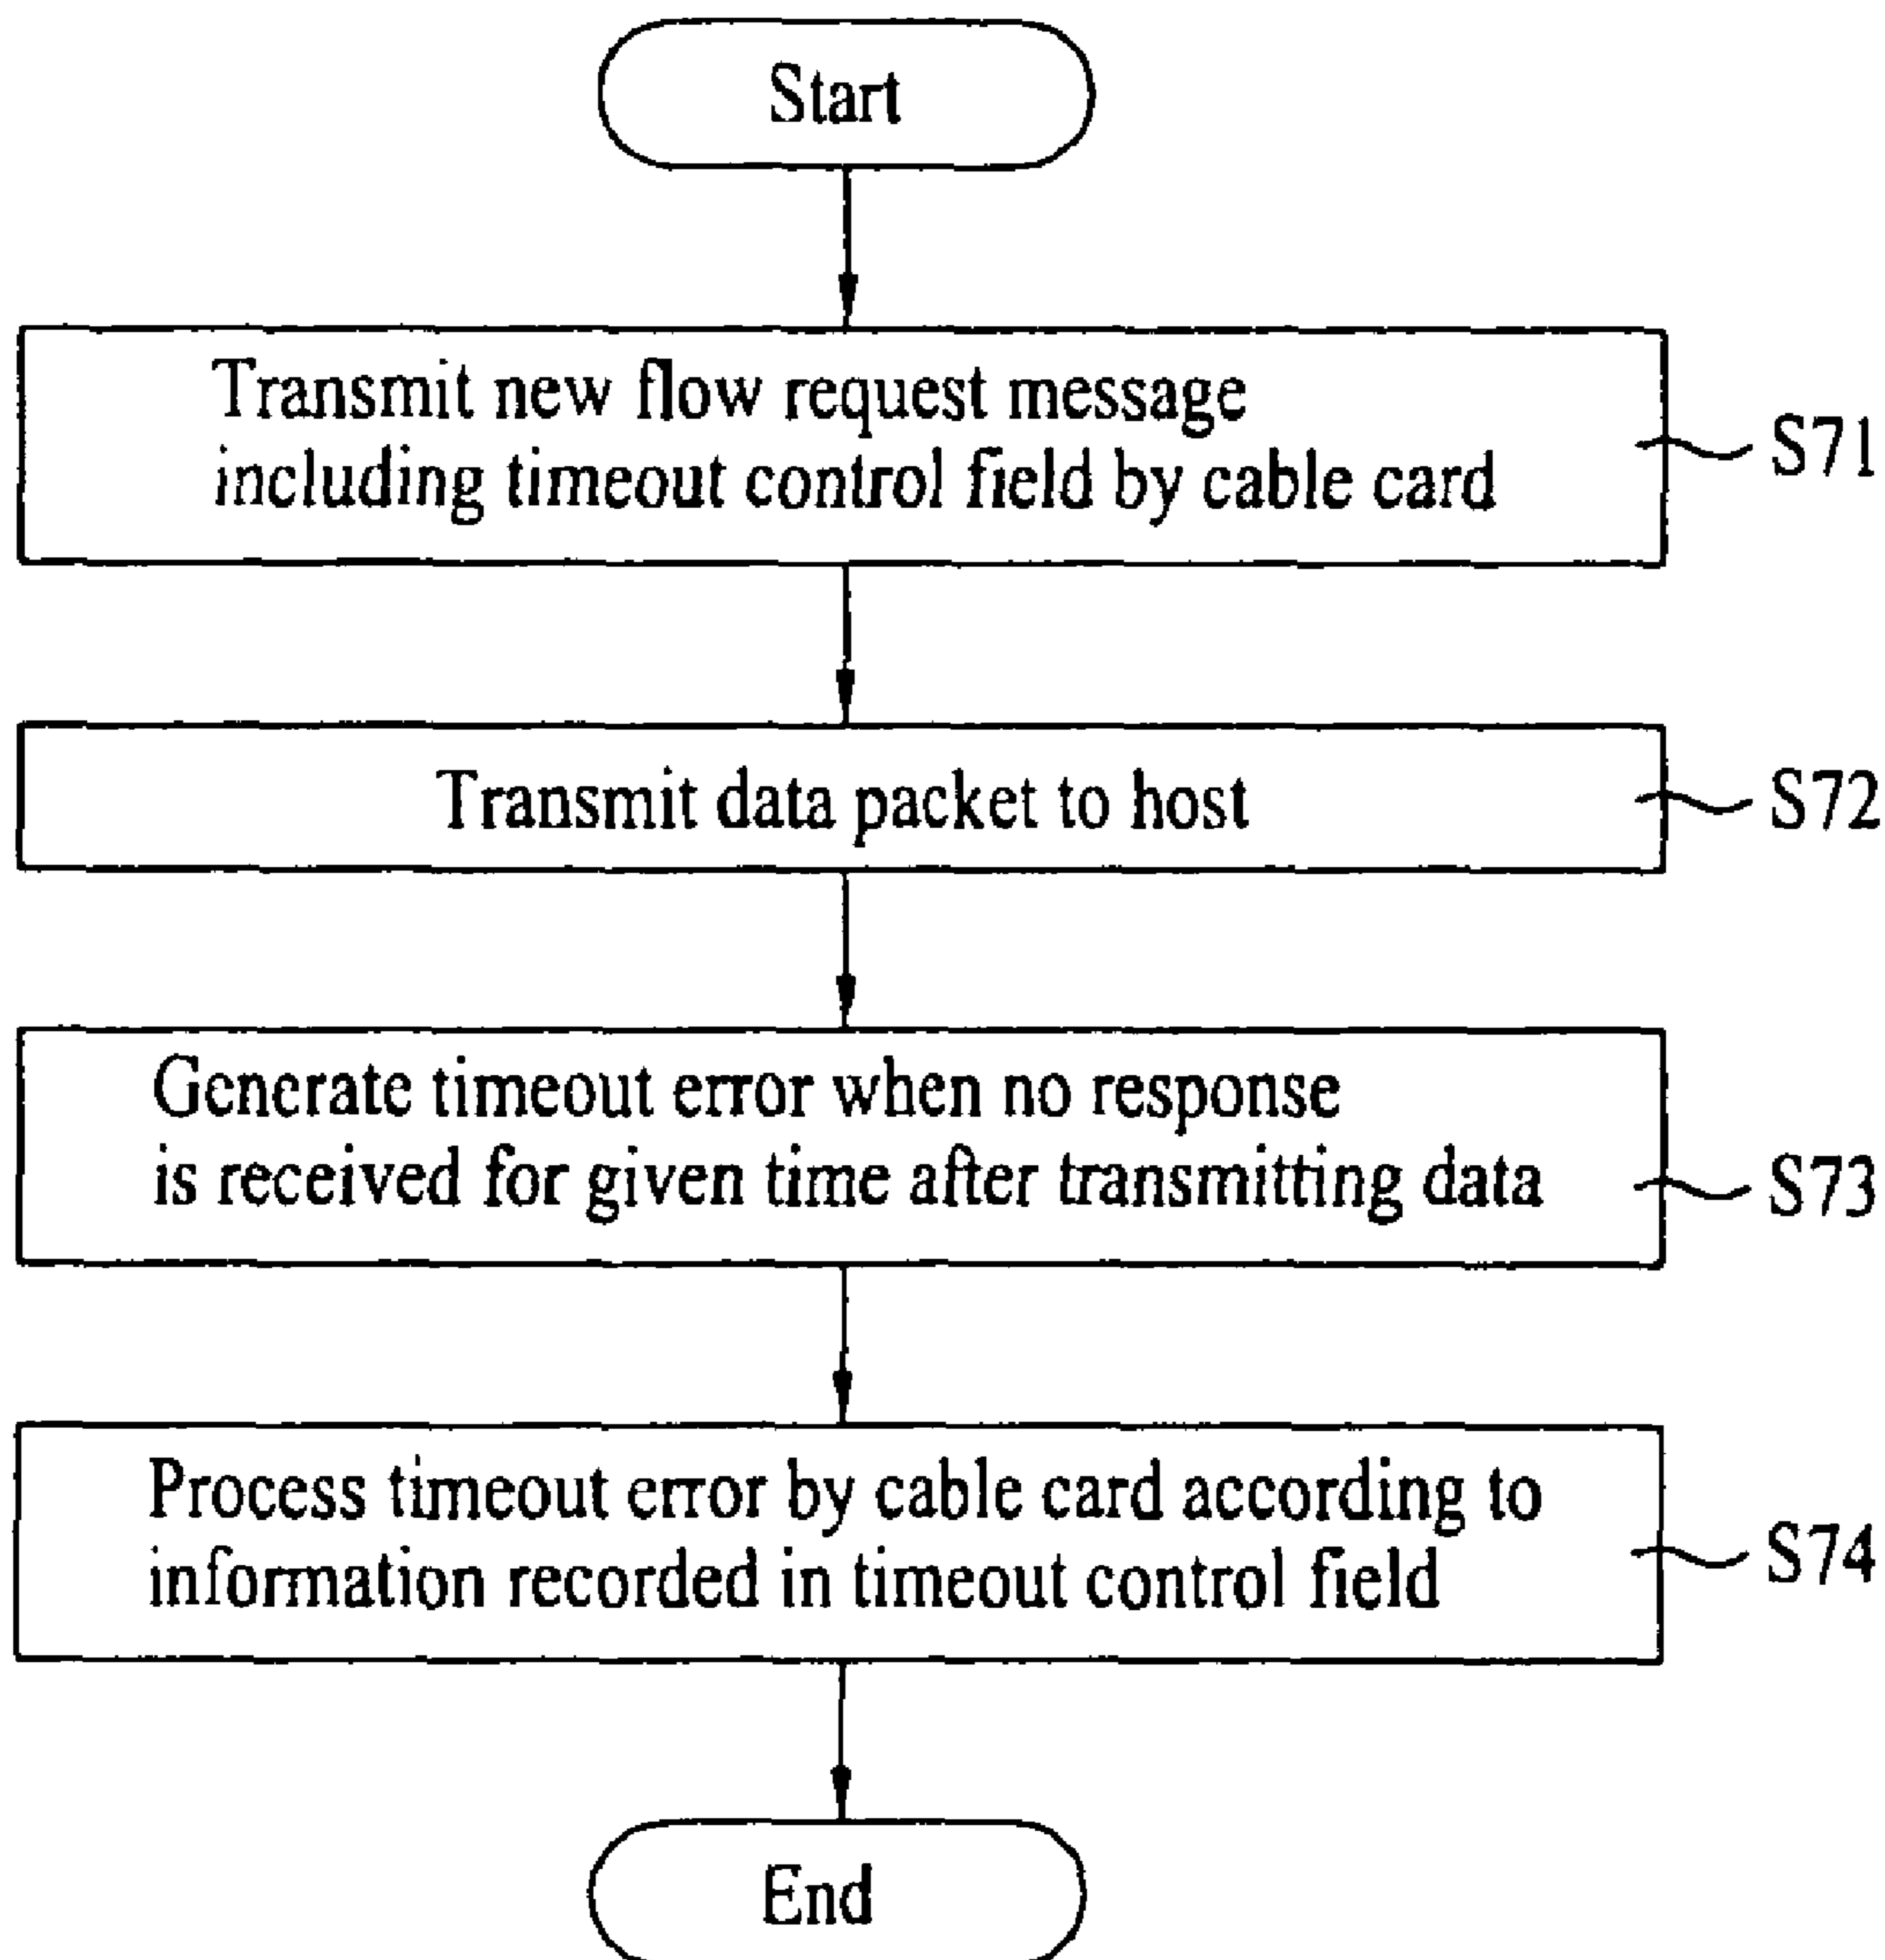 Start
Transmit new flow request message
including timeout control field by cable card
S71
Transmit data packet to host
S72
Generate timeout error when no response
is received for given time after transmitting data
S73
Process timeout error by cable card according to
information recorded in timeout control field
S74
End